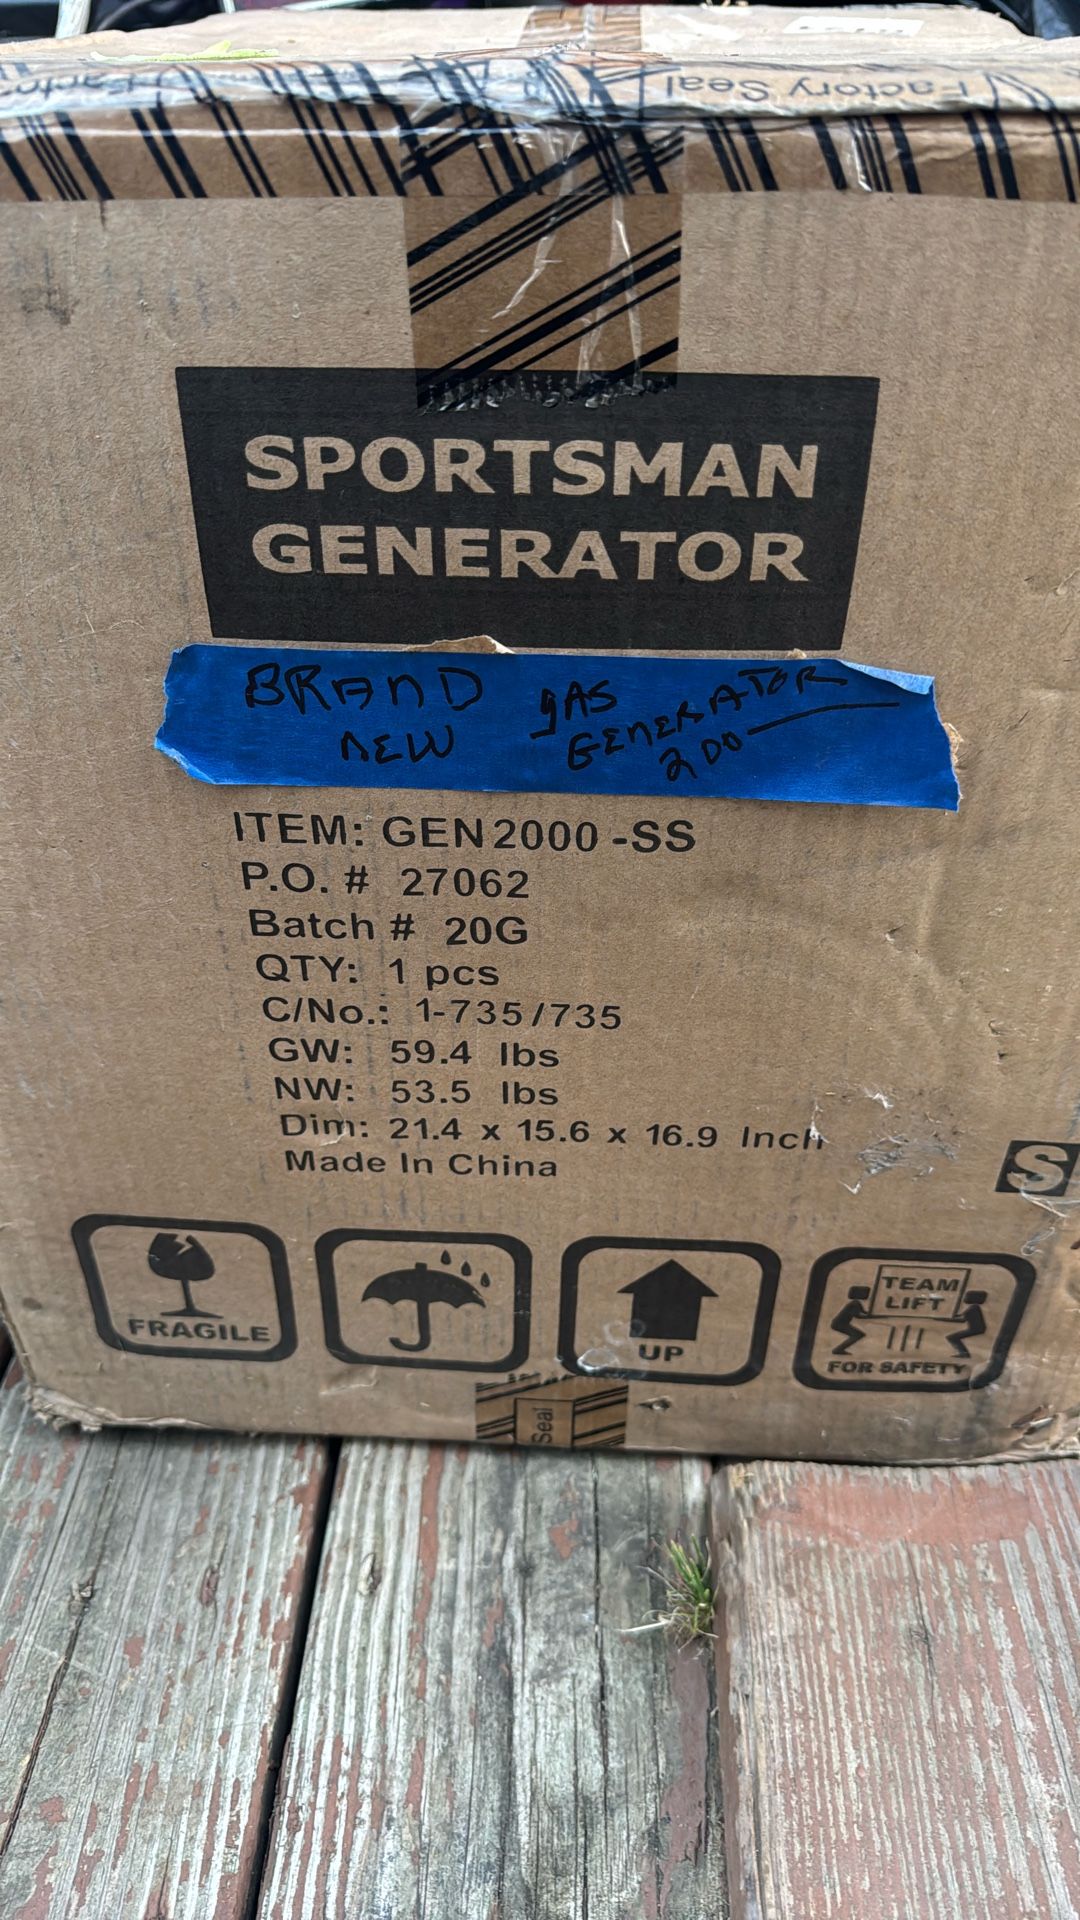 Factory Seal
SPORTSMAN
GENERATOR
BRAND
NEW
gAS
GENERATOR
200
ITEM: GEN2000-SS
P.O. # 27062
Batch # 20G
QTY: 1 pcs
C/No.: 1-735/735
GW: 59.4 lbs
NW: 53.5 lbs
Dim: 21.4 x 15.6 x 16.9 Inch
Made In China
S
FRAGILE
UP
TEAM
LIFT
FOR SAFETY
Seal